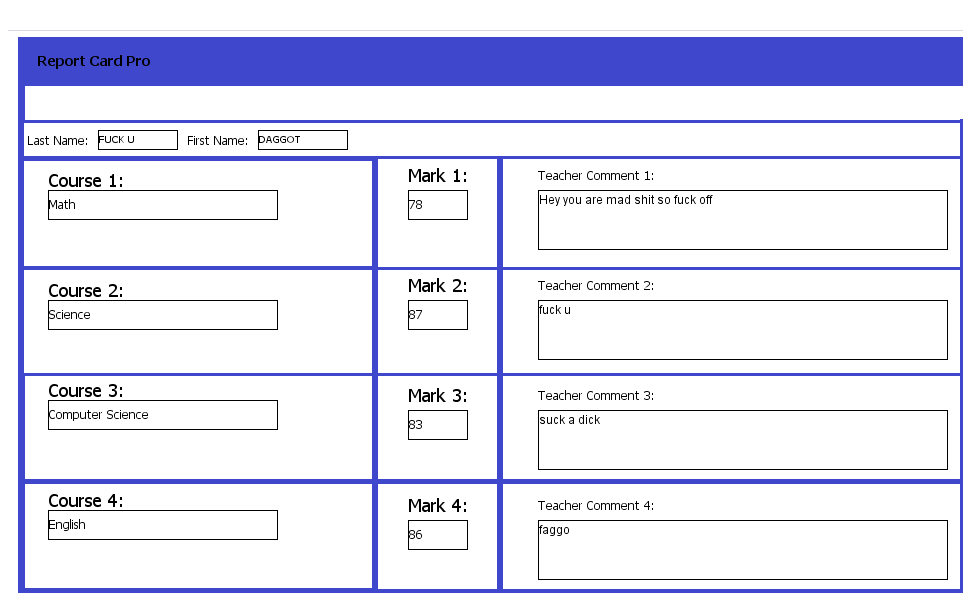 Report Card Pro
Last Name: FUCK U First Name: DAGGOT
Course 1: Mark 1: Teacher Comment 1:
Math 78 Hey you are mad shit so fuck off
Course 2: Mark 2: Teacher Comment 2:
Science 87 fuck u
Course 3: Mark 3: Teacher Comment 3:
Computer Science 83 suck a dick
Course 4: Mark 4: Teacher Comment 4:
English 86 faggo